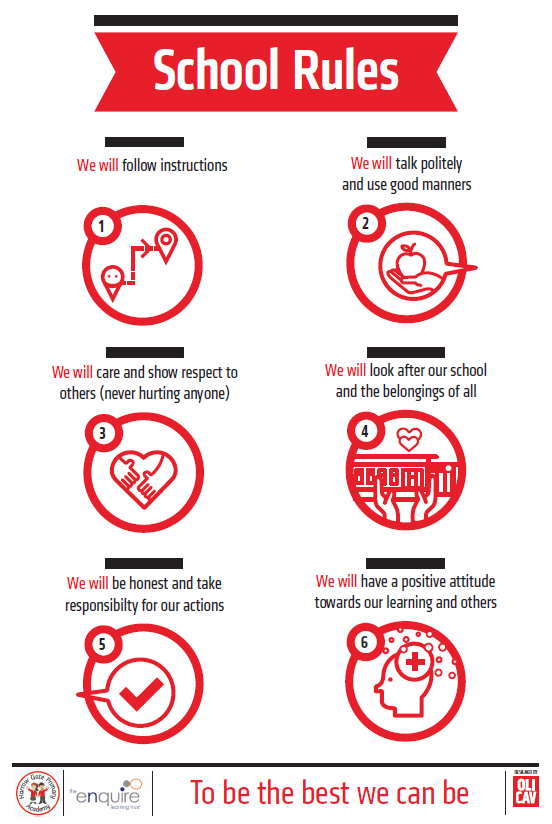 School Rules
We will follow instructions
1
We will talk politely
and use good manners
2
We will care and show respect to
others (never hurting anyone)
3
We will look after our school
and the belongings of all
4
We will be honest and take
responsibilty for our actions
5
We will have a positive attitude
towards our learning and others
6
Harrow Gate Primary
Academy
the enquire
learning trust
To be the best we can be
DESIGNED BY
OLI
CAV